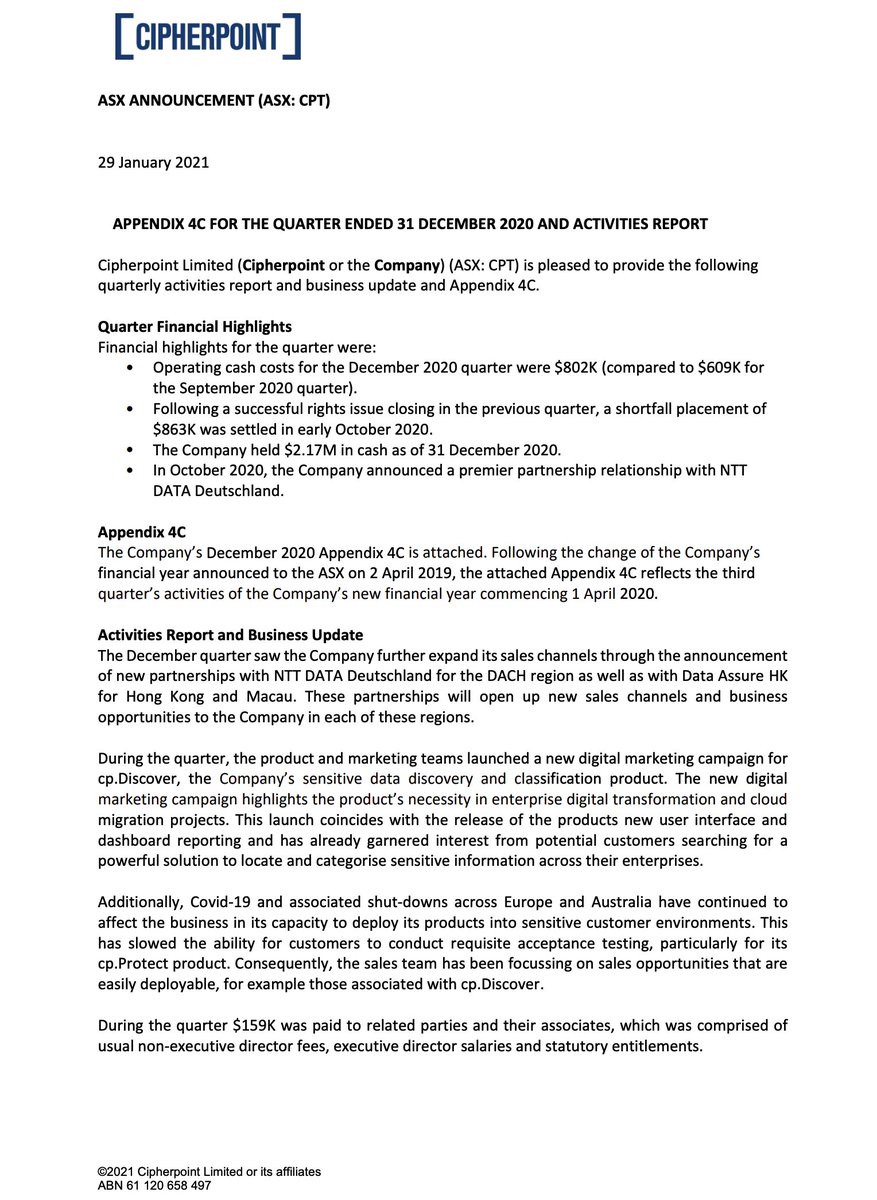 [CIPHERPOINT]
ASX ANNOUNCEMENT (ASX: CPT)
29 January 2021
APPENDIX 4C FOR THE QUARTER ENDED 31 DECEMBER 2020 AND ACTIVITIES REPORT
Cipherpoint Limited (Cipherpoint or the Company) (ASX: CPT) is pleased to provide the following
quarterly activities report and business update and Appendix 4C.
Quarter Financial Highlights
Financial highlights for the quarter were:
• Operating cash costs for the December 2020 quarter were $802K (compared to $609K for
the September 2020 quarter).
• Following a successful rights issue closing in the previous quarter, a shortfall placement of
$863K was settled in early October 2020.
• The Company held $2.17M in cash as of 31 December 2020.
• In October 2020, the Company announced a premier partnership relationship with NTT
DATA Deutschland.
Appendix 4C
The Company's December 2020 Appendix 4C is attached. Following the change of the Company's
financial year announced to the ASX on 2 April 2019, the attached Appendix 4C reflects the third
quarter's activities of the Company's new financial year commencing 1 April 2020.
Activities Report and Business Update
The December quarter saw the Company further expand its sales channels through the announcement
of new partnerships with NTT DATA Deutschland for the DACH region as well as with Data Assure HK
for Hong Kong and Macau. These partnerships will open up new sales channels and business
opportunities to the Company in each of these regions.
During the quarter, the product and marketing teams launched a new digital marketing campaign for
cp.Discover, the Company's sensitive data discovery and classification product. The new digital
marketing campaign highlights the product's necessity in enterprise digital transformation and cloud
migration projects. This launch coincides with the release of the products new user interface and
dashboard reporting and has already garnered interest from potential customers searching for a
powerful solution to locate and categorise sensitive information across their enterprises.
Additionally, Covid-19 and associated shut-downs across Europe and Australia have continued to
affect the business in its capacity to deploy its products into sensitive customer environments. This
has slowed the ability for customers to conduct requisite acceptance testing, particularly for its
cp.Protect product. Consequently, the sales team has been focussing on sales opportunities that are
easily deployable, for example those associated with cp.Discover.
During the quarter $159K was paid to related parties and their associates, which was comprised of
usual non-executive director fees, executive director salaries and statutory entitlements.
©2021 Cipherpoint Limited or its affiliates
ABN 61 120 658 497